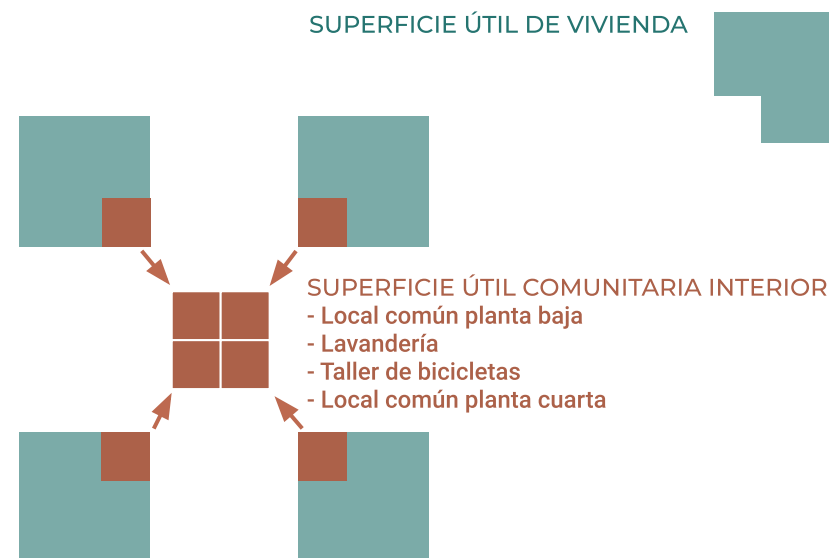 SUPERFICIE ÚTIL DE VIVIENDA
SUPERFICIE ÚTIL COMUNITARIA INTERIOR
- Local común planta baja
- Lavandería
- Taller de bicicletas
- Local común planta cuarta